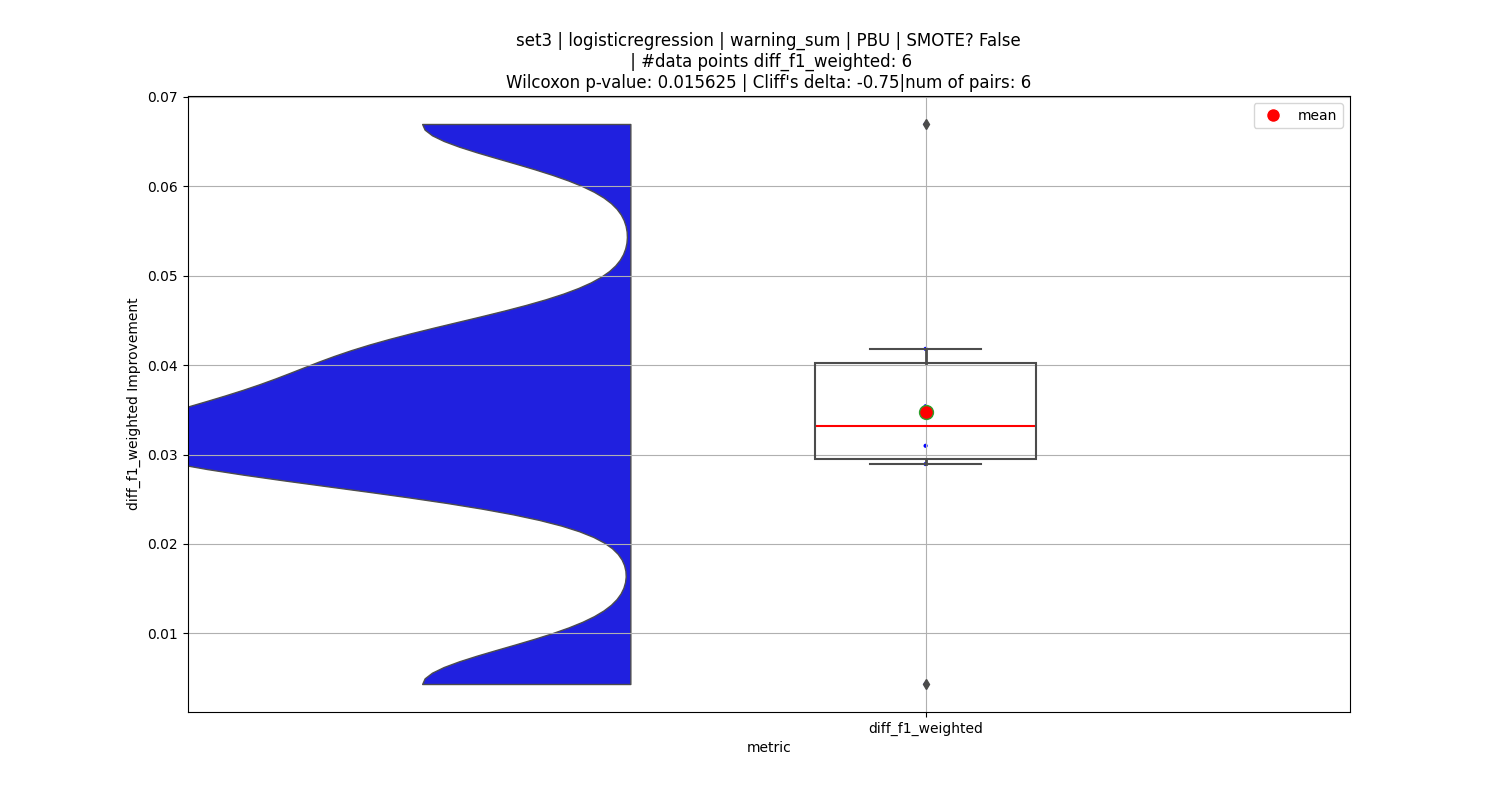 set3 | logisticregression | warning_sum | PBU | SMOTE? False
| #data points diff_f1_weighted: 6
Wilcoxon p-value: 0.015625 | Cliff's delta: -0.75|num of pairs: 6
mean
0.07
0.06
0.05
0.04
0.03
0.02
0.01
diff_f1_weighted Improvement
diff_f1_weighted
metric